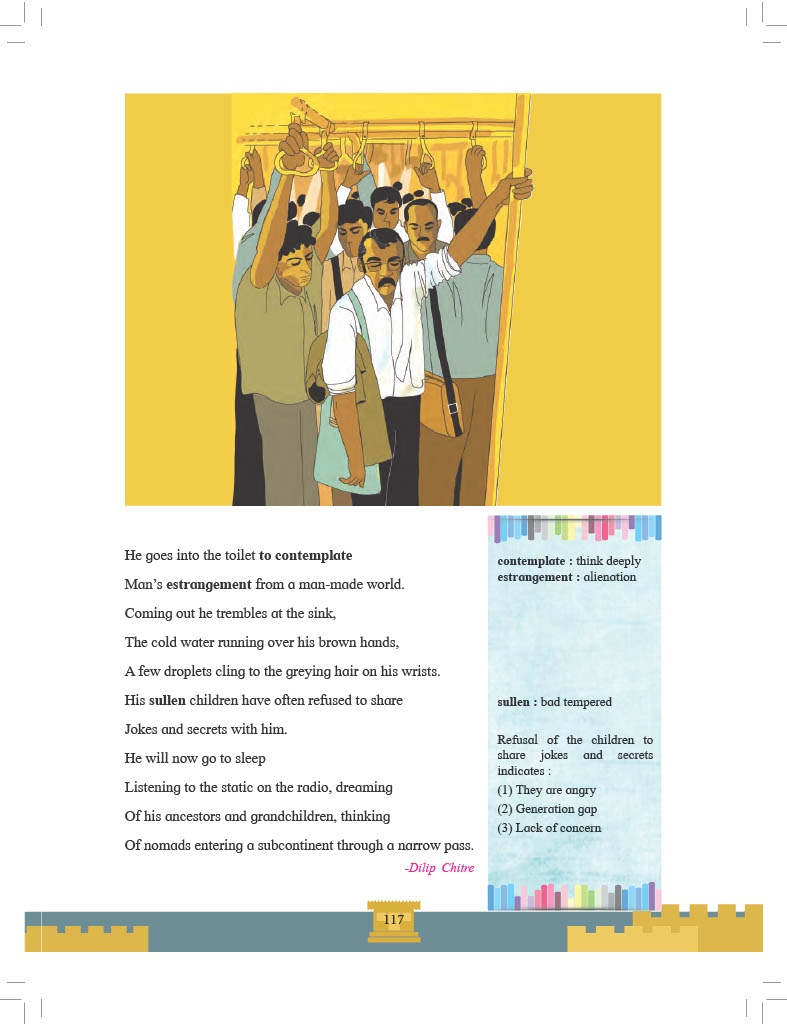 He goes into the toilet to contemplate
Man’s estrangement from a man-made world.
Coming out he trembles at the sink,
The cold water running over his brown hands,
A few droplets cling to the greying hair on his wrists.
His sullen children have often refused to share
Jokes and secrets with him.
He will now go to sleep
Listening to the static on the radio, dreaming
Of his ancestors and grandchildren, thinking
Of nomads entering a subcontinent through a narrow pass.
-Dilip Chitre
contemplate : think deeply
estrangement : alienation
sullen : bad tempered
Refusal of the children to
share jokes and secrets
indicates :
(1) They are angry
(2) Generation gap
(3) Lack of concern
117